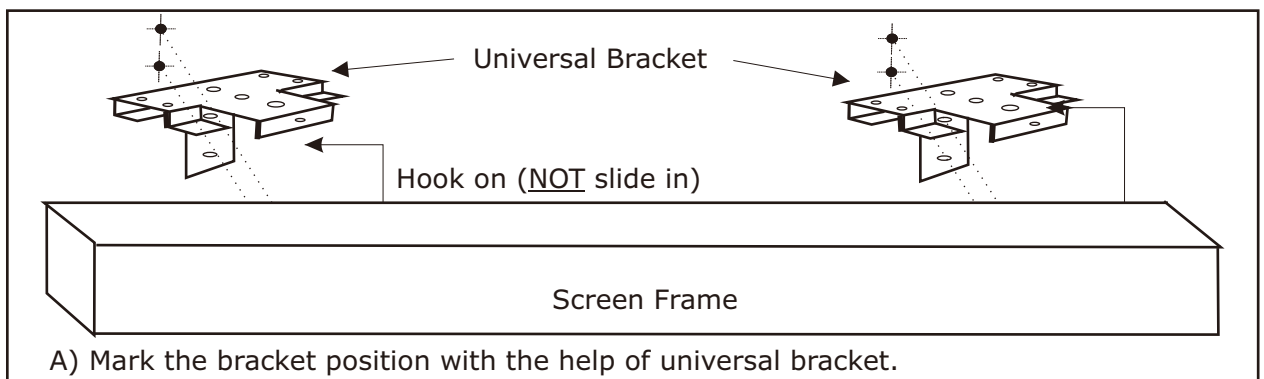 Universal Bracket
Hook on (NOT slide in)
Screen Frame
A) Mark the bracket position with the help of universal bracket.